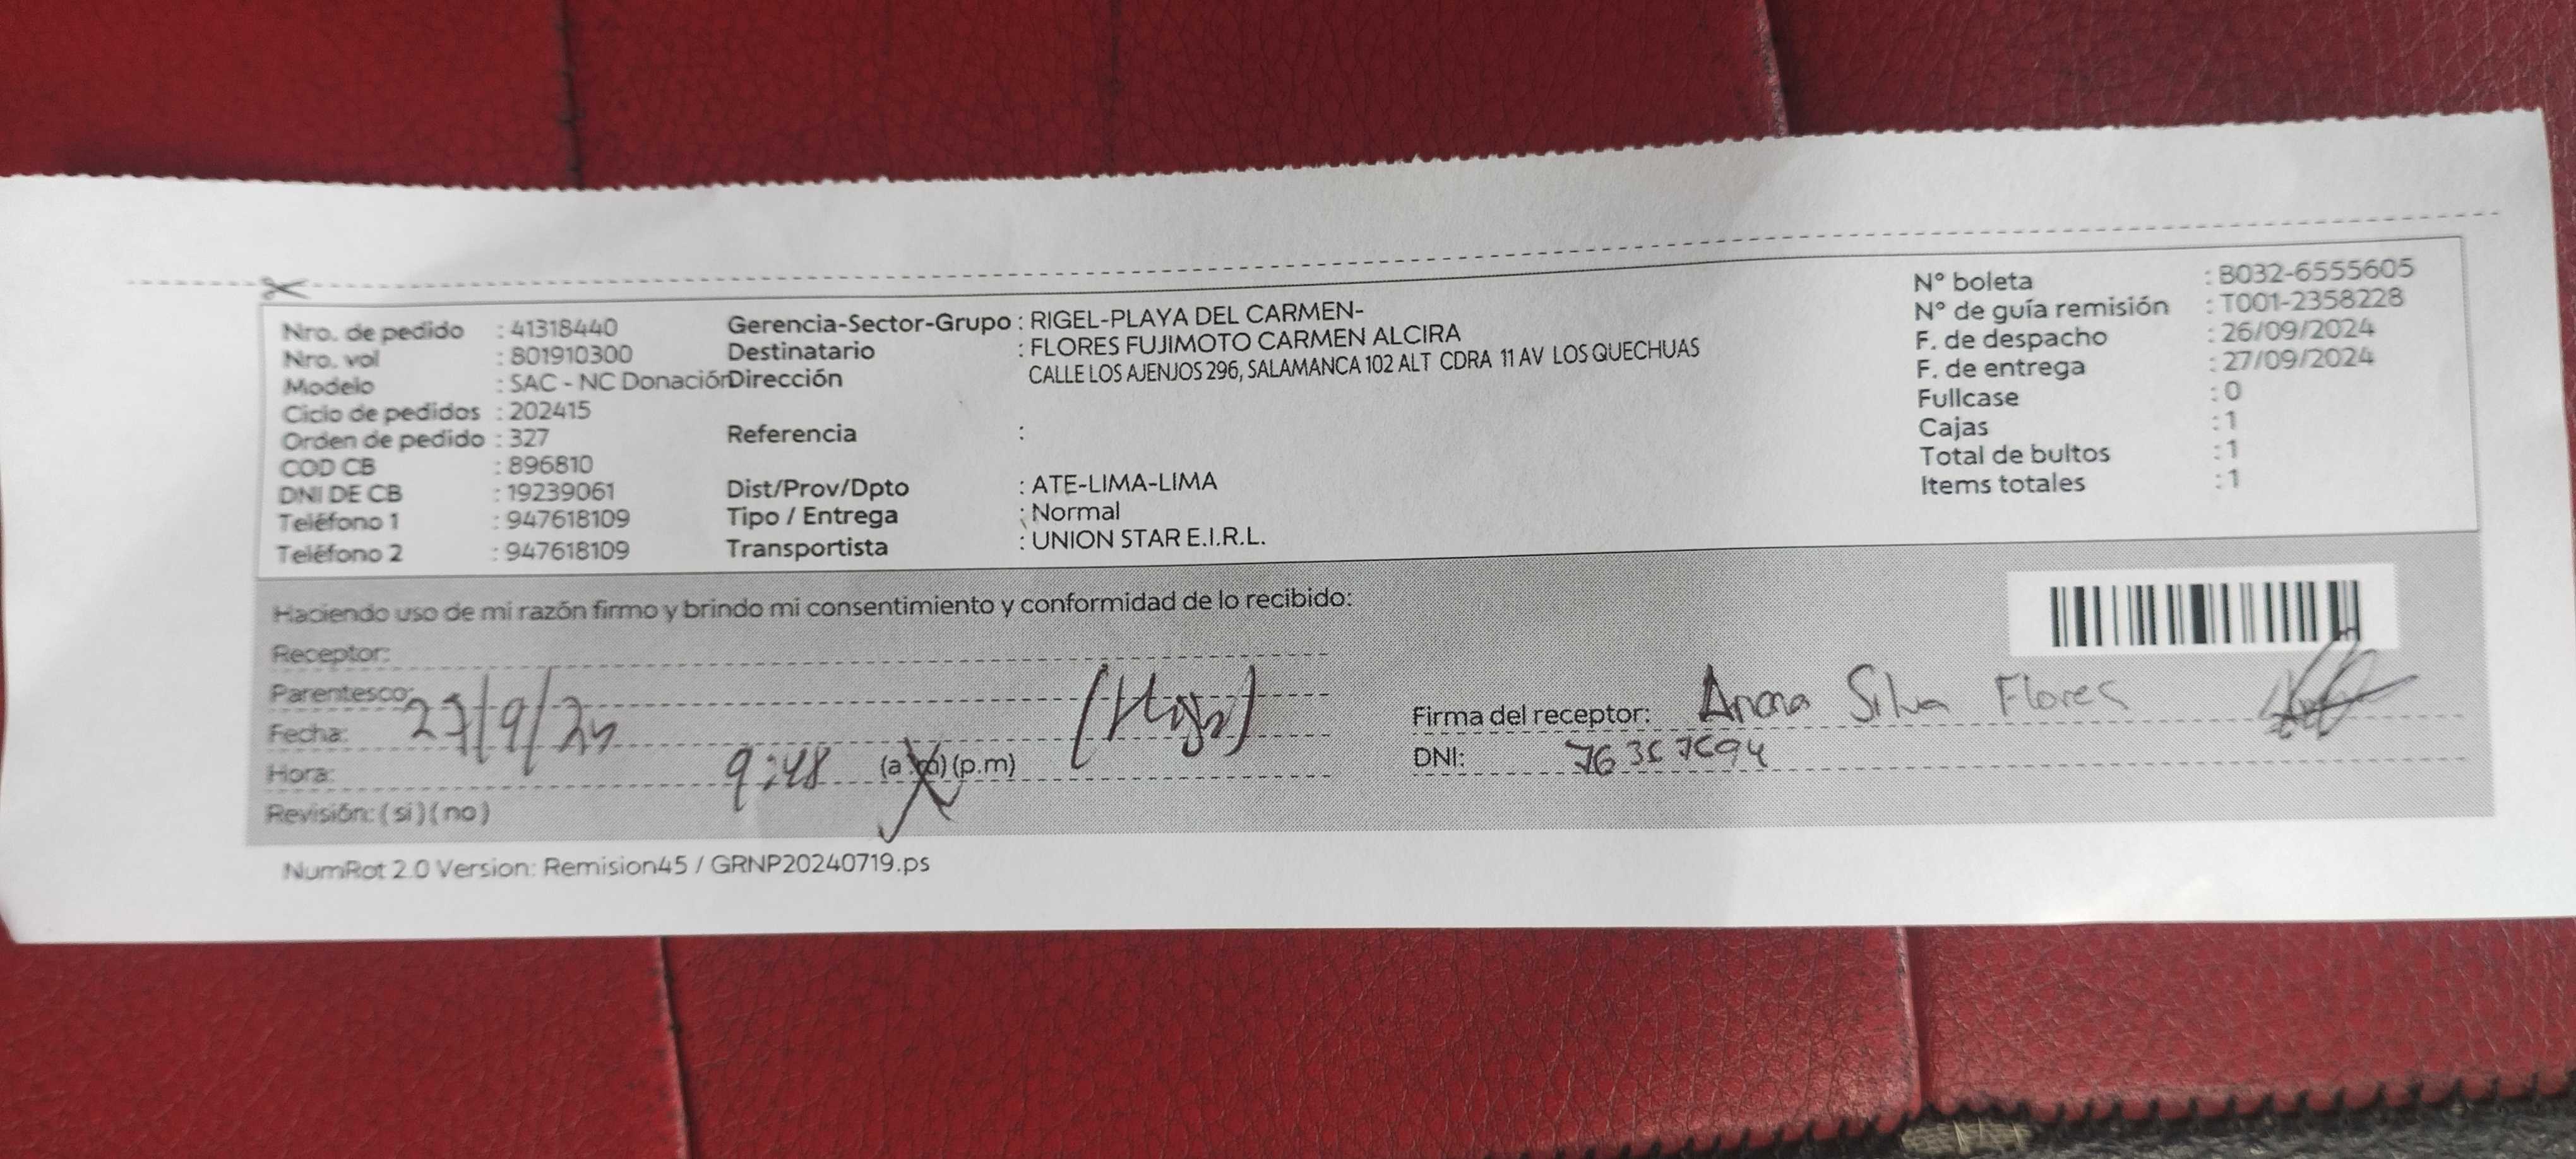 Nro. de pedido : 41318440
Nro. vol : 801910300
Modelo : SAC - NC Donación
Ciclo de pedidos : 202415
Orden de pedido : 327
COD CB : 896810
DNI DE CB : 19239061
Teléfono 1 : 947618109
Teléfono 2 : 947618109
Gerencia-Sector-Grupo : RIGEL-PLAYA DEL CARMEN-
Destinatario : FLORES FUJIMOTO CARMEN ALCIRA
Dirección CALLE LOS AJENJOS 296, SALAMANCA 102 ALT CDRA 11 AV LOS QUECHUAS
Referencia :
Dist/Prov/Dpto : ATE-LIMA-LIMA
Tipo / Entrega : Normal
Transportista : UNION STAR E.I.R.L.
N° boleta : B032-6555605
N° de guía remisión : T001-2358228
F. de despacho : 26/09/2024
F. de entrega : 27/09/2024
Fullcase : 0
Cajas : 1
Total de bultos : 1
Items totales : 1
Haciendo uso de mi razón firmo y brindo mi consentimiento y conformidad de lo recibido:
Receptor:
Parentesco:
Fecha: 27/9/24
Hora: 9:48 (a.m) (p.m)
Revisión: ( si ) ( no )
Firma del receptor: Silva Flores
DNI:
NumRot 2.0 Version: Remision45 / GRNP20240719.ps